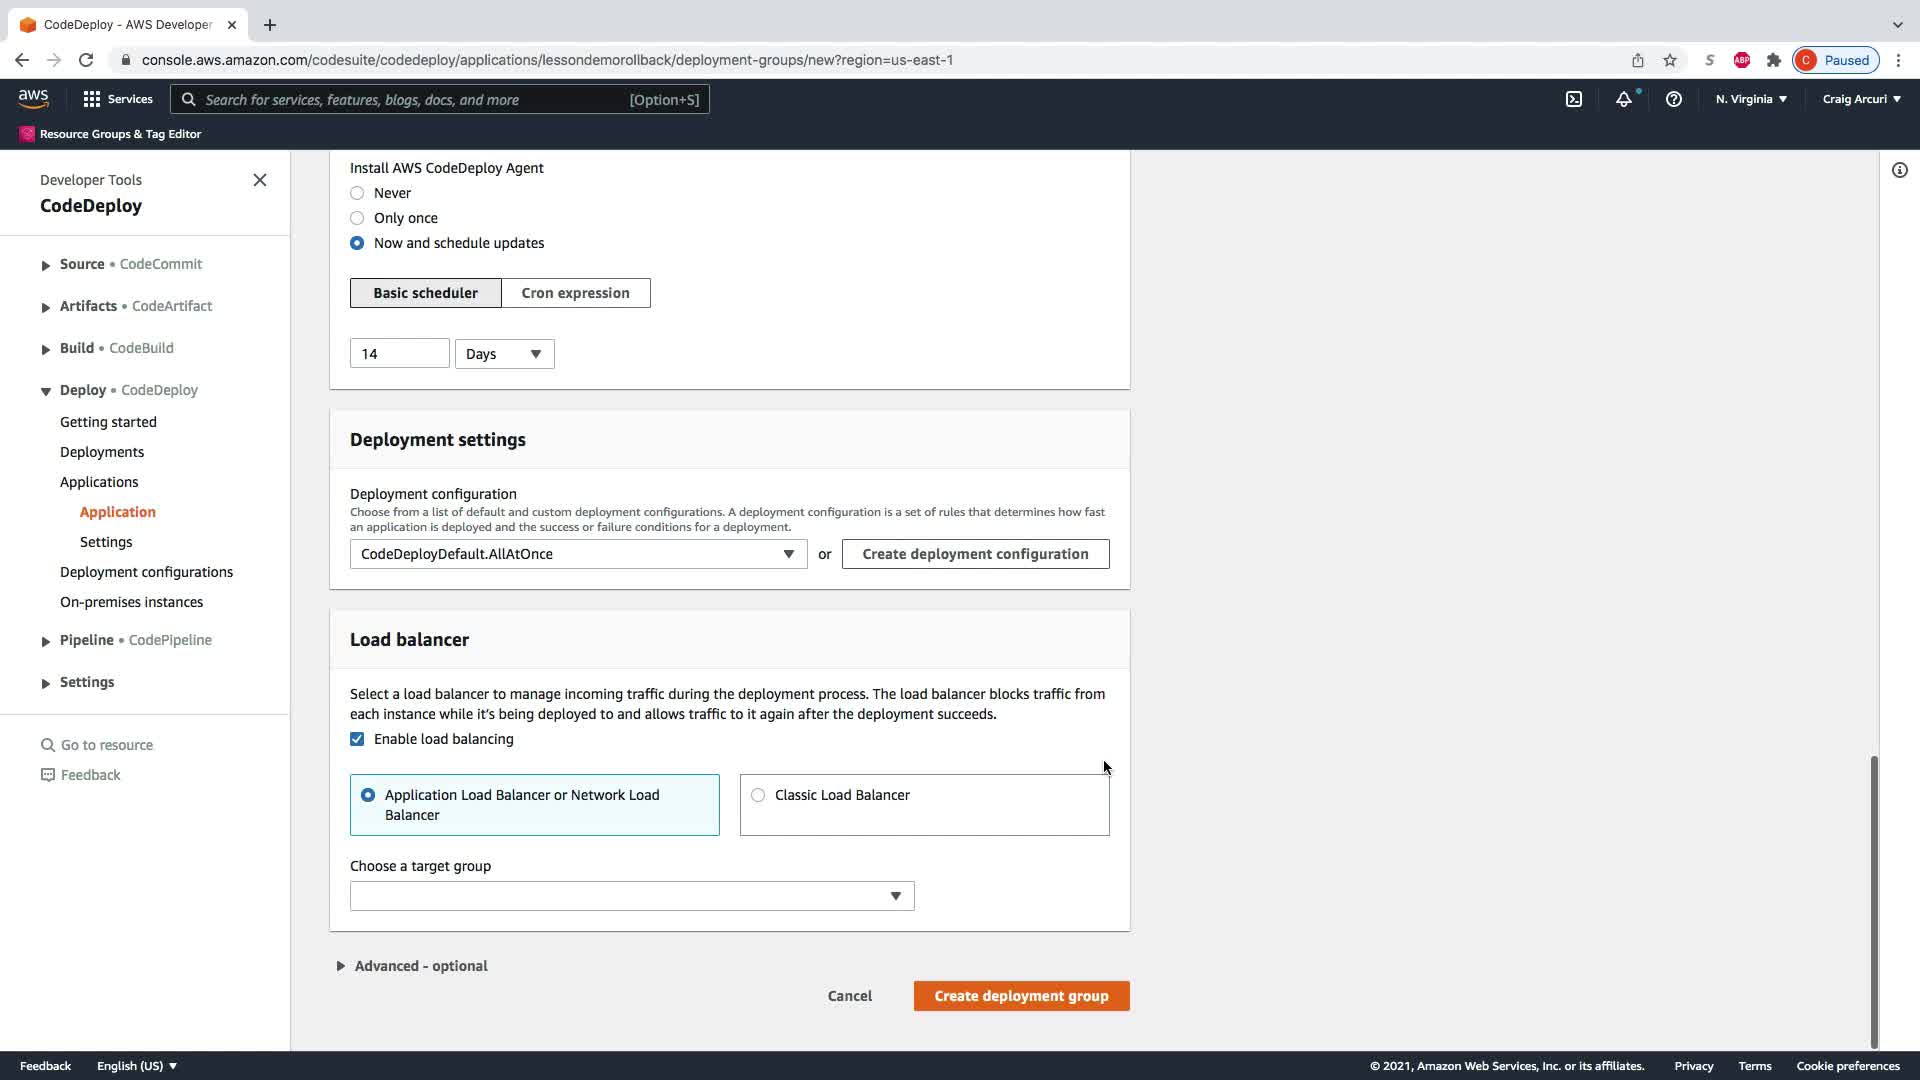 CodeDeploy - AWS Developer
console.aws.amazon.com/codesuite/codedeploy/applications/lessondemorollback/deployment-groups/new?region=us-east-1
S
ABP
C Paused
aws
Services
Search for services, features, blogs, docs, and more [Option+S]
N. Virginia
Craig Arcuri
Resource Groups & Tag Editor
Developer Tools
CodeDeploy
Source • CodeCommit
Artifacts • CodeArtifact
Build • CodeBuild
Deploy • CodeDeploy
Getting started
Deployments
Applications
Application
Settings
Deployment configurations
On-premises instances
Pipeline • CodePipeline
Settings
Go to resource
Feedback
Install AWS CodeDeploy Agent
Never
Only once
Now and schedule updates
Basic scheduler
Cron expression
14
Days
Deployment settings
Deployment configuration
Choose from a list of default and custom deployment configurations. A deployment configuration is a set of rules that determines how fast
an application is deployed and the success or failure conditions for a deployment.
CodeDeployDefault.AllAtOnce
or
Create deployment configuration
Load balancer
Select a load balancer to manage incoming traffic during the deployment process. The load balancer blocks traffic from
each instance while it's being deployed to and allows traffic to it again after the deployment succeeds.
Enable load balancing
Application Load Balancer or Network Load
Balancer
Classic Load Balancer
Choose a target group
Advanced - optional
Cancel
Create deployment group
Feedback
English (US)
© 2021, Amazon Web Services, Inc. or its affiliates.
Privacy
Terms
Cookie preferences